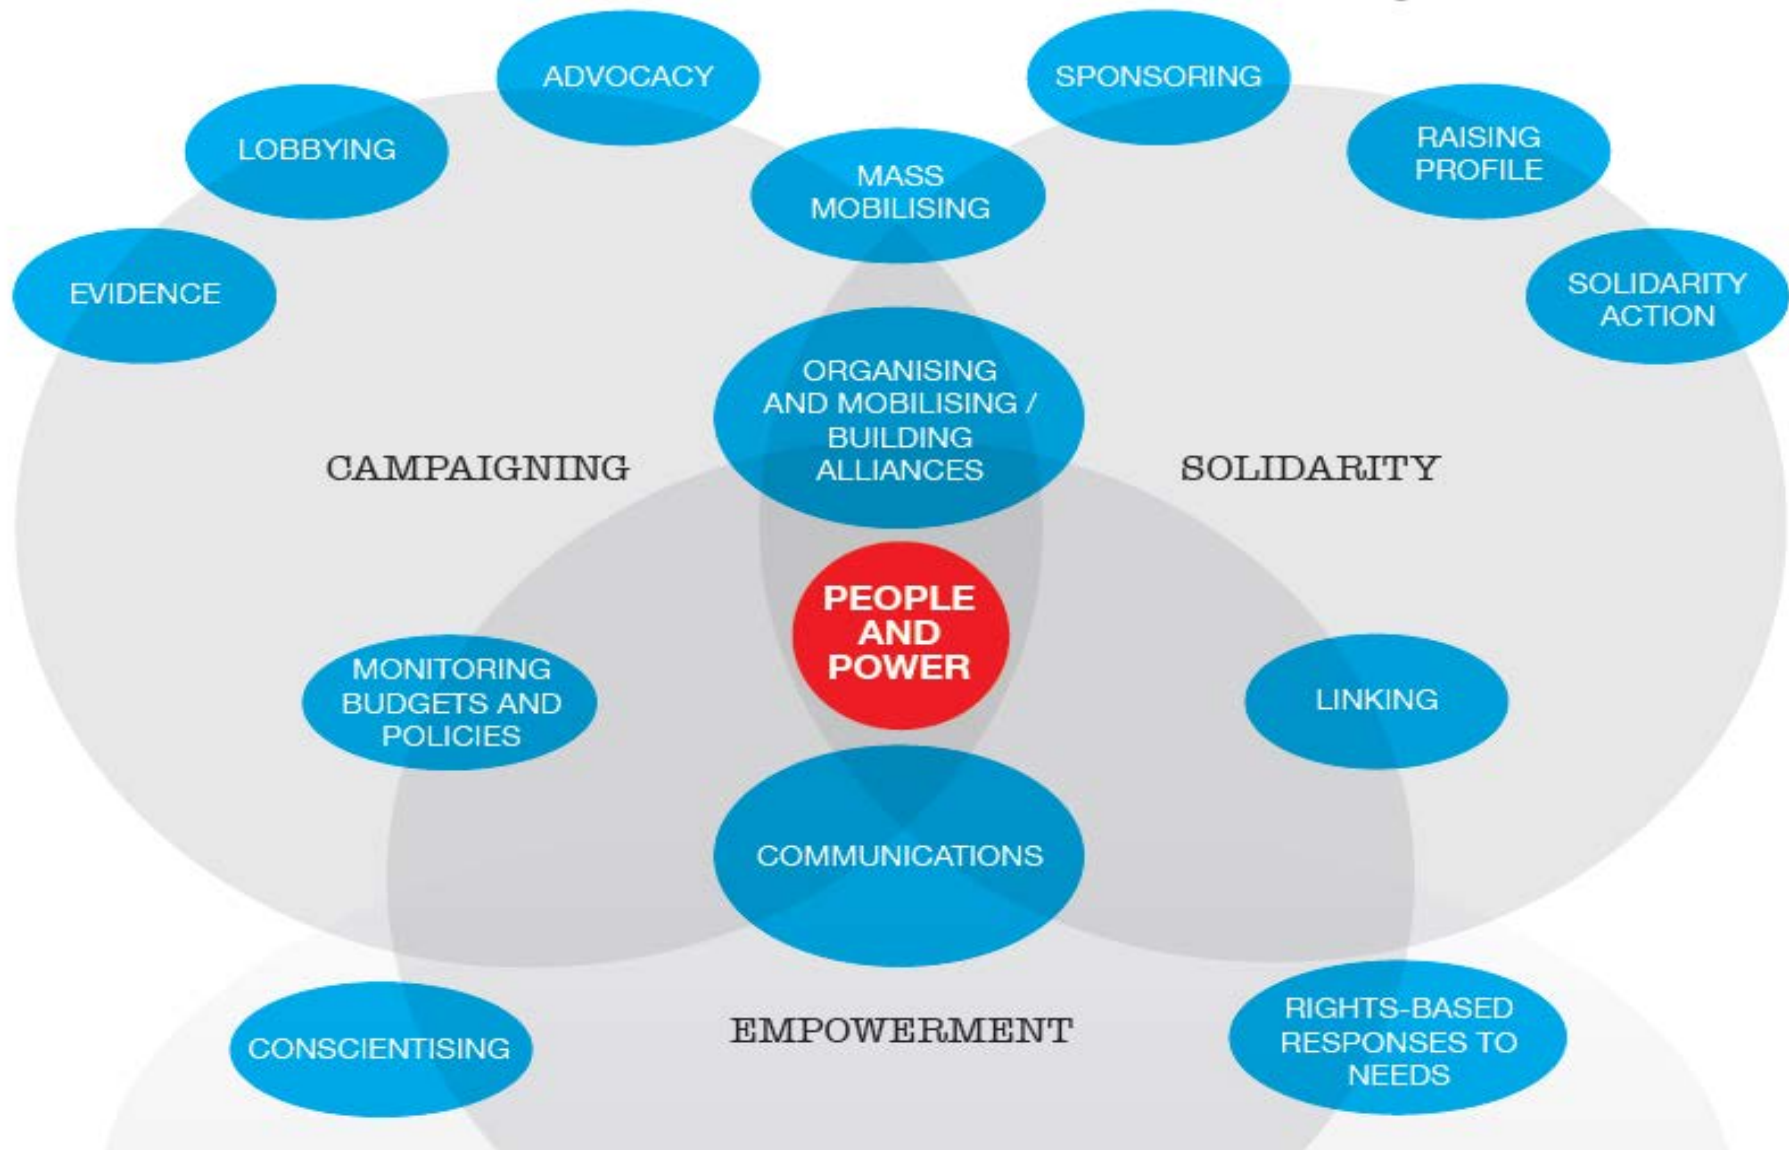 ADVOCACY
SPONSORING
LOBBYING
RAISING
PROFILE
MASS
MOBILISING
EVIDENCE
SOLIDARITY
ACTION
ORGANISING
AND MOBILISING /
BUILDING
ALLIANCES
CAMPAIGNING
SOLIDARITY
PEOPLE
AND
POWER
MONITORING
BUDGETS AND
POLICIES
LINKING
COMMUNICATIONS
EMPOWERMENT
CONSCIENTISING
RIGHTS-BASED
RESPONSES TO
NEEDS